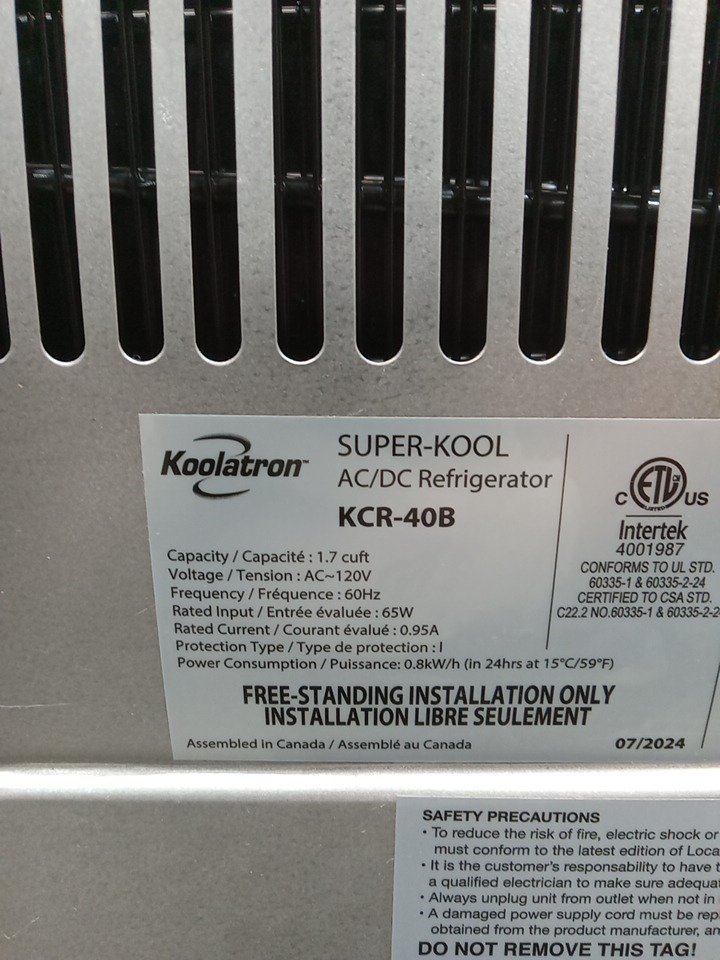 Koolatron™
SUPER-KOOL
AC/DC Refrigerator
KCR-40B
Capacity / Capacité : 1.7 cuft
Voltage / Tension : AC~120V
Frequency / Fréquence : 60Hz
Rated Input / Entrée évaluée : 65W
Rated Current / Courant évalué : 0.95A
Protection Type / Type de protection : I
Power Consumption / Puissance: 0.8kW/h (in 24hrs at 15°C/59°F)
C ETL US
LISTED
Intertek
4001987
CONFORMS TO UL STD.
60335-1 & 60335-2-24
CERTIFIED TO CSA STD.
C22.2 NO.60335-1 & 60335-2-2
FREE-STANDING INSTALLATION ONLY
INSTALLATION LIBRE SEULEMENT
Assembled in Canada / Assemblé au Canada
07/2024
SAFETY PRECAUTIONS
• To reduce the risk of fire, electric shock or
must conform to the latest edition of Loca
• It is the customer's responsability to have
a qualified electrician to make sure adequa
• Always unplug unit from outlet when not in
• A damaged power supply cord must be rep
obtained from the product manufacturer, an
DO NOT REMOVE THIS TAG!